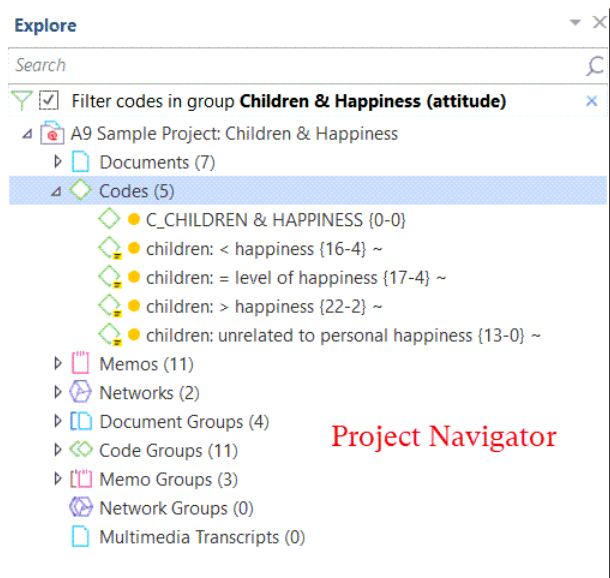 Explore
Search
Filter codes in group Children & Happiness (attitude)
A9 Sample Project: Children & Happiness
Documents (7)
Codes (5)
C_CHILDREN & HAPPINESS {0-0}
children: < happiness {16-4} ~
children: = level of happiness {17-4} ~
children: > happiness {22-2} ~
children: unrelated to personal happiness {13-0} ~
Memos (11)
Networks (2)
Document Groups (4)
Project Navigator
Code Groups (11)
Memo Groups (3)
Network Groups (0)
Multimedia Transcripts (0)